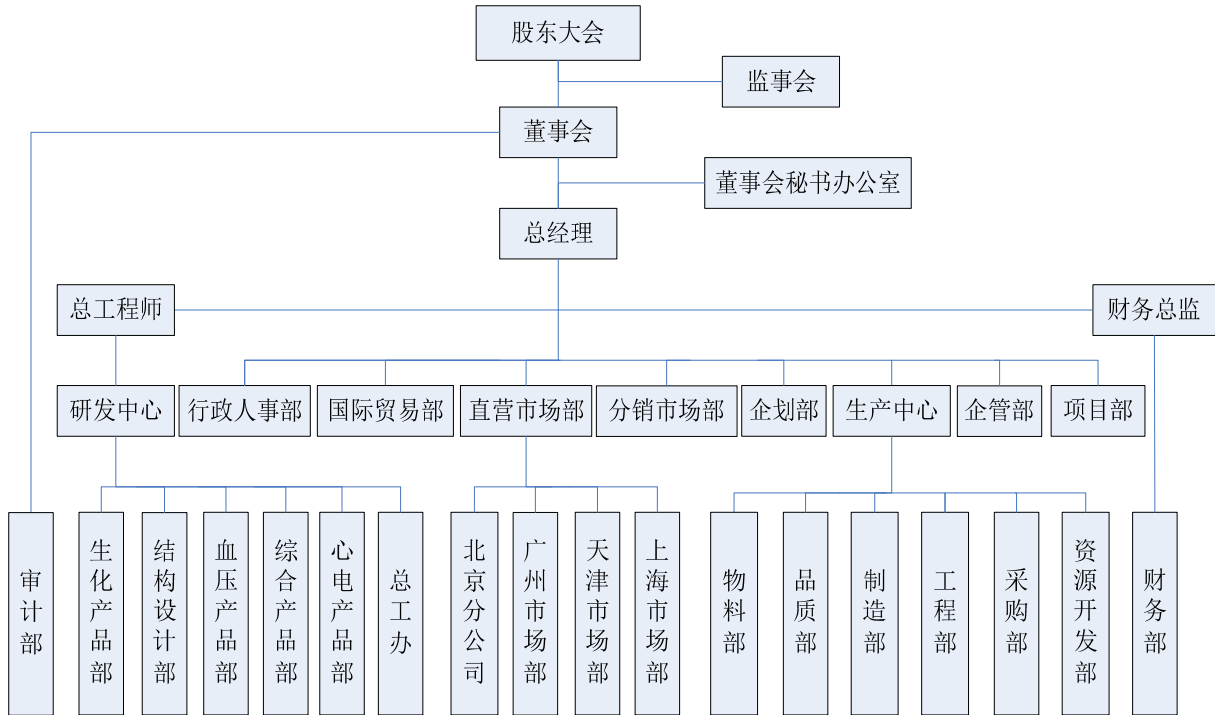 股东大会
监事会
董事会
董事会秘书办公室
总经理
总工程师
财务总监
研发中心
行政人事部
国际贸易部
直营市场部
分销市场部
企划部
生产中心
企管部
项目部
审计部
生化产品部
结构设计部
血压产品部
综合产品部
心电产品部
总工办
北京分公司
广州市场部
天津市场部
上海市场部
物料部
品质部
制造部
工程部
采购部
资源开发部
财务部